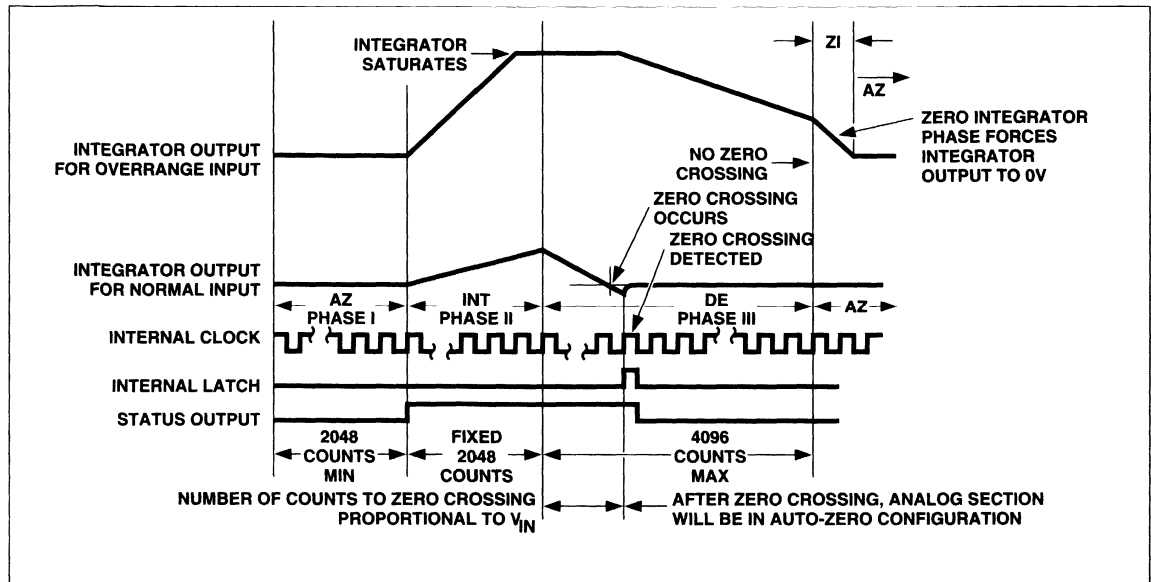 INTEGRATOR
SATURATES
ZI
AZ
ZERO INTEGRATOR
PHASE FORCES
INTEGRATOR
OUTPUT TO 0V
INTEGRATOR OUTPUT
FOR OVERRANGE INPUT
NO ZERO
CROSSING
ZERO CROSSING
OCCURS
ZERO CROSSING
DETECTED
INTEGRATOR OUTPUT
FOR NORMAL INPUT
AZ
PHASE I
INT
PHASE II
DE
PHASE III
AZ
INTERNAL CLOCK
INTERNAL LATCH
STATUS OUTPUT
2048
COUNTS
MIN
FIXED
2048
COUNTS
4096
COUNTS
MAX
NUMBER OF COUNTS TO ZERO CROSSING
PROPORTIONAL TO VIN
AFTER ZERO CROSSING, ANALOG SECTION
WILL BE IN AUTO-ZERO CONFIGURATION